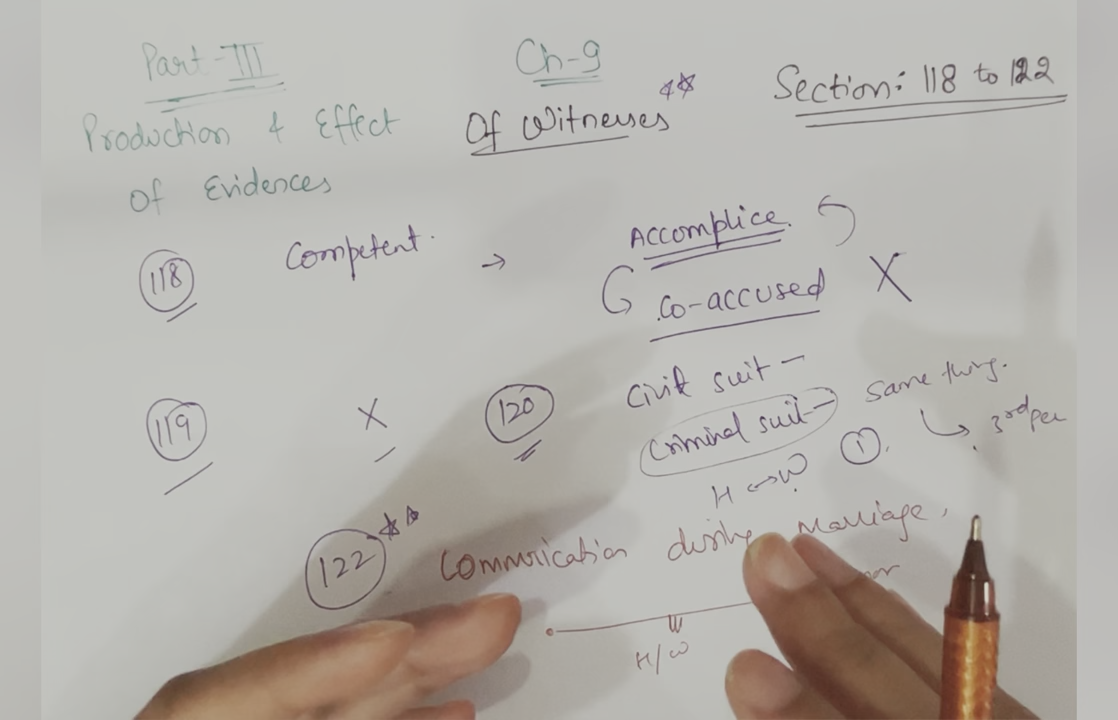 Part-III
Production & Effect
of Evidences
Ch-9
Of Witnesses
Section: 118 to 122
118 Competent. → Accomplice.
Co-accused X
119 X
120 Civil suit -
Criminal suit - same thing.
H ↔ W ① ↳ 3rd per
122 Communication during Marriage,
H/W